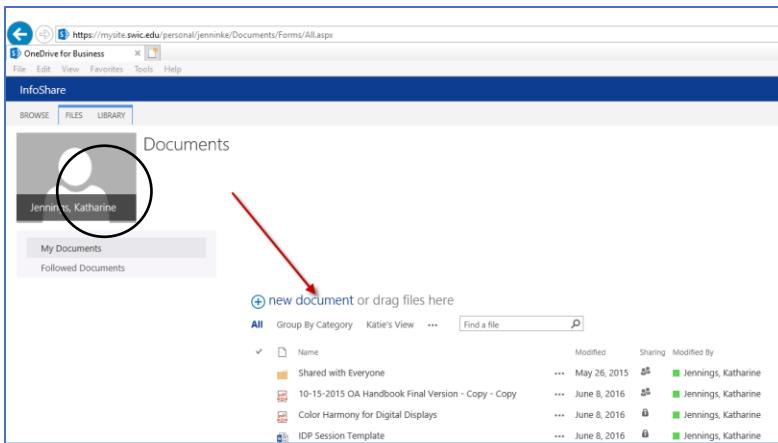 https://mysite.swic.edu/personal/jenninke/Documents/Forms/All.aspx
OneDrive for Business
File Edit View Favorites Tools Help
InfoShare
BROWSE FILES LIBRARY
Documents
Jennings, Katharine
My Documents
Followed Documents
new document or drag files here
All Group By Category Katie's View ••• Find a file
Name Modified Sharing Modified By
Shared with Everyone ••• May 26, 2015 Jennings, Katharine
10-15-2015 OA Handbook Final Version - Copy - Copy ••• June 8, 2016 Jennings, Katharine
Color Harmony for Digital Displays ••• June 8, 2016 Jennings, Katharine
IDP Session Template ••• June 8, 2016 Jennings, Katharine